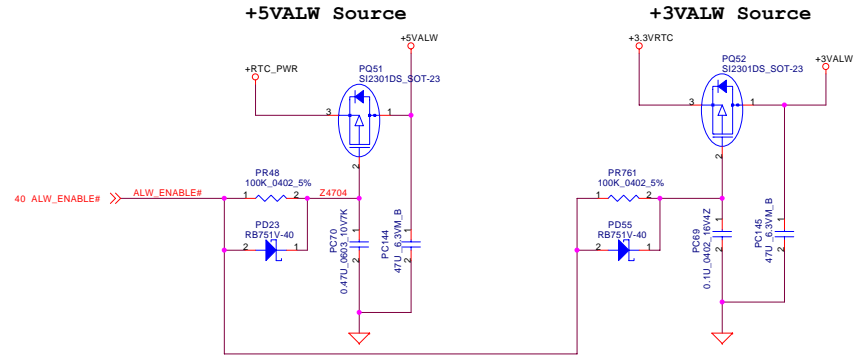 +5VALW Source
+3VALW Source
+5VALW
+3.3VRTC
+3VALW
PQ51
SI2301DS_SOT-23
PQ52
SI2301DS_SOT-23
+RTC_PWR
3
1
2
3
1
2
PR48
100K_0402_5%
1
2
Z4704
PR761
100K_0402_5%
1
2
40 ALW_ENABLE#
ALW_ENABLE#
PD23
RB751V-40
2
1
PD55
RB751V-40
2
1
PC70
0.47U_0603_10V7K
1
2
PC144
47U_6.3VM_B
1
2
PC69
0.1U_0402_16V4Z
1
2
PC145
47U_6.3VM_B
1
2